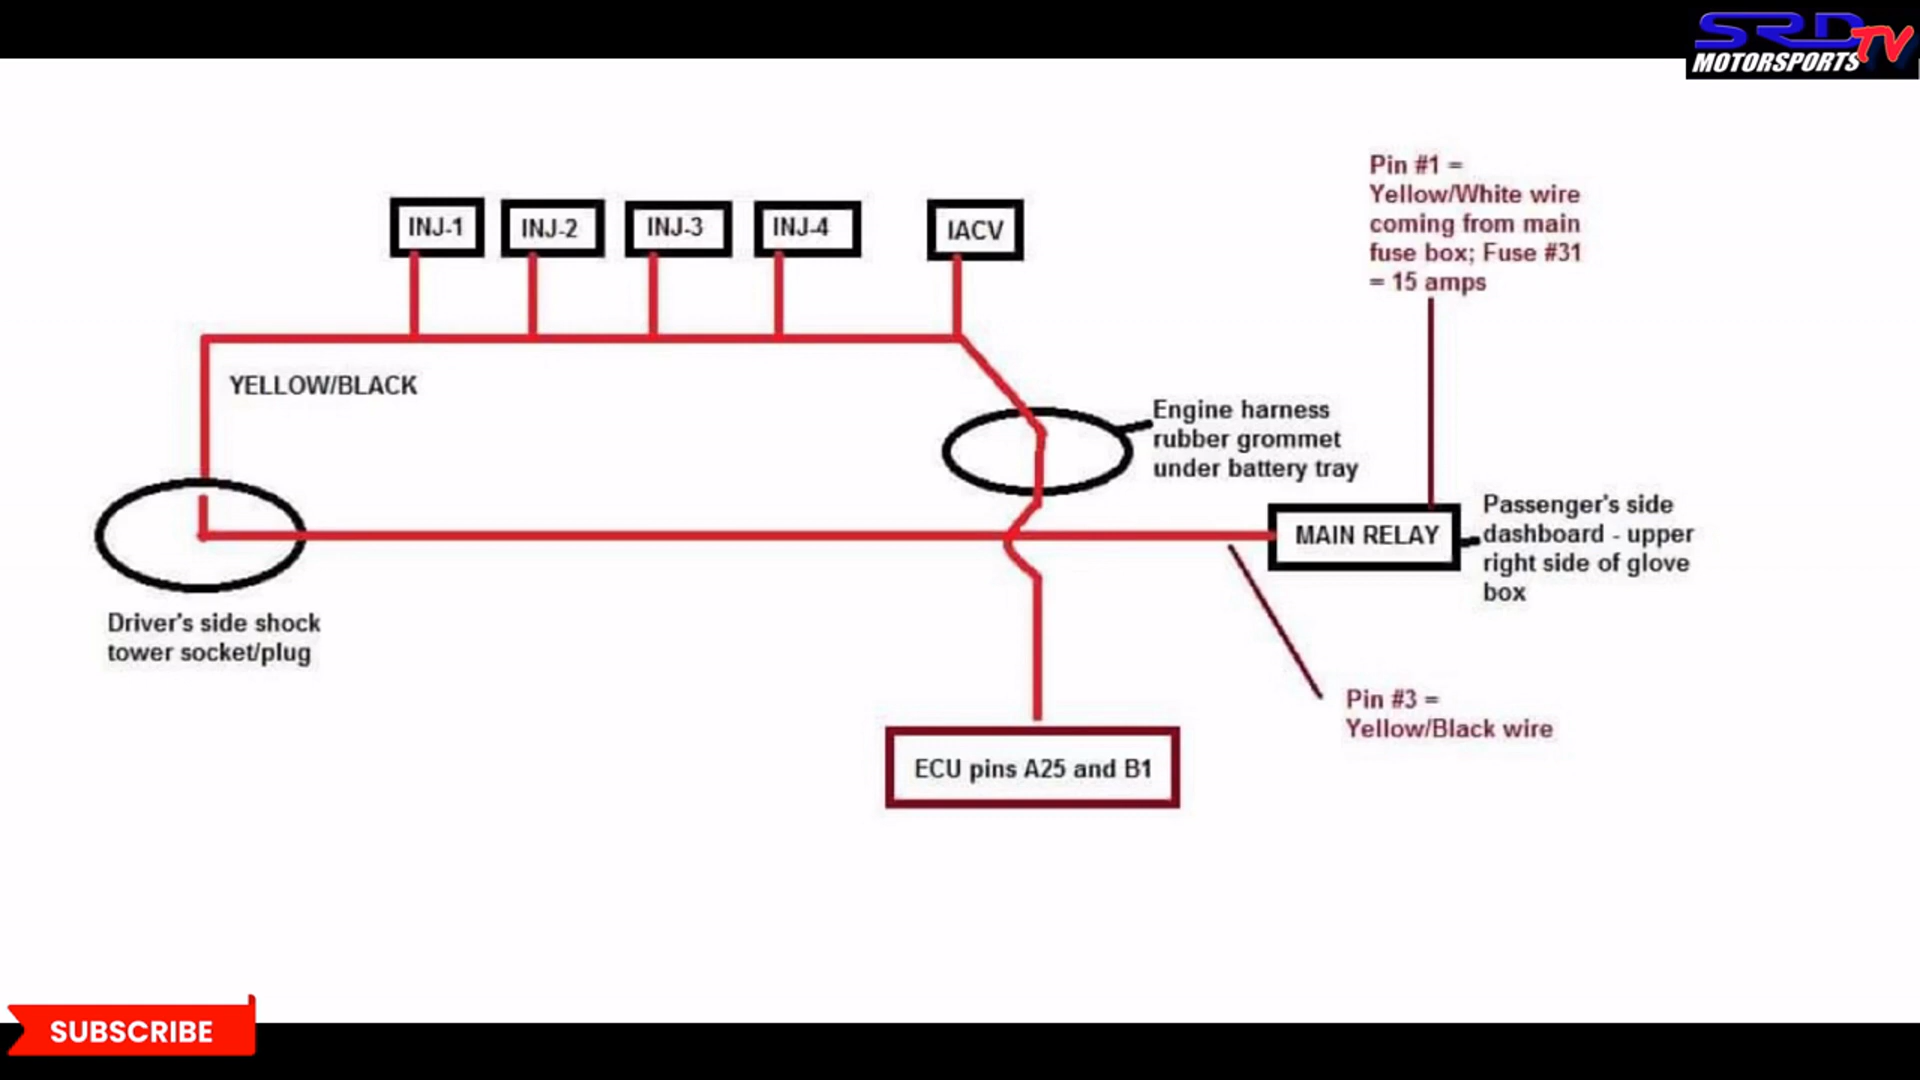 SRD TV
MOTORSPORTS
Pin #1 =
Yellow/White wire
coming from main
fuse box; Fuse #31
= 15 amps
INJ-1
INJ-2
INJ-3
INJ-4
IACV
YELLOW/BLACK
Engine harness
rubber grommet
under battery tray
MAIN RELAY
Passenger's side
dashboard - upper
right side of glove
box
Driver's side shock
tower socket/plug
Pin #3 =
Yellow/Black wire
ECU pins A25 and B1
SUBSCRIBE